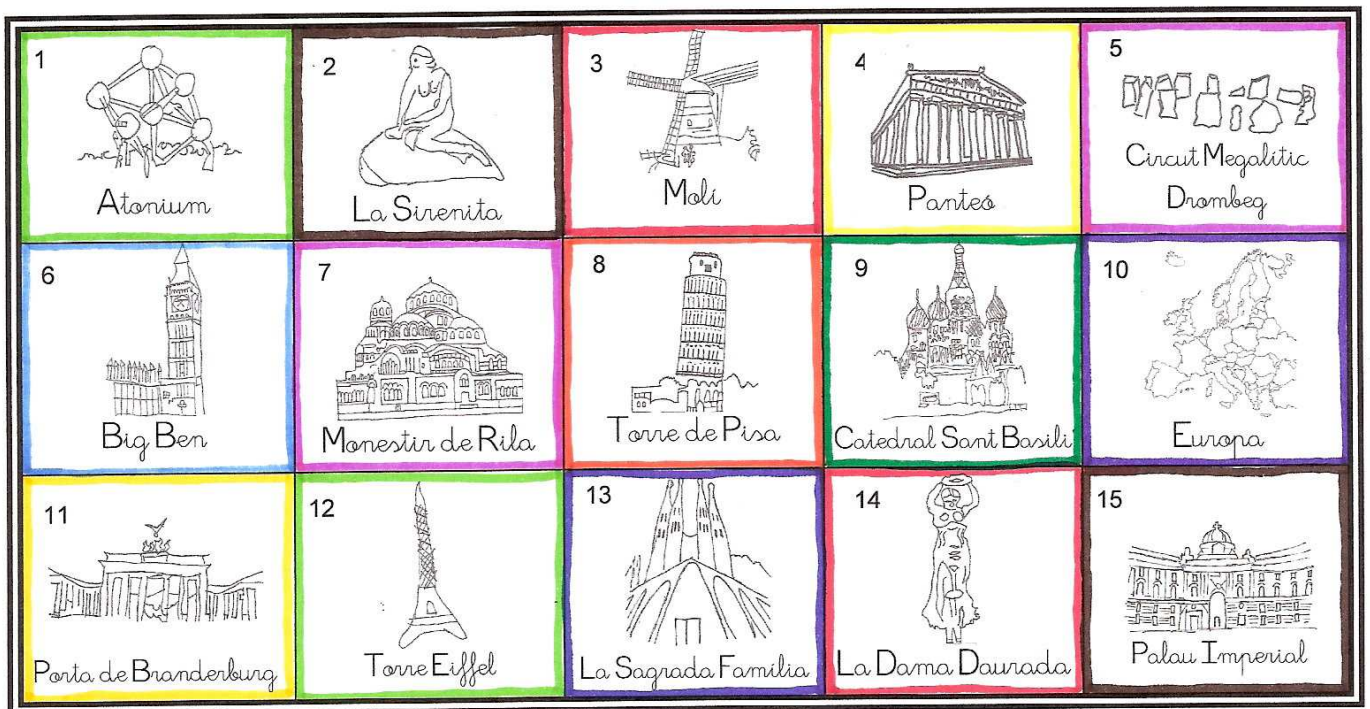 1
Atonium
2
La Sirenita
3
Molí
4
Panteó
5
Circut Megalític
Drombeg
6
Big Ben
7
Monestir de Rila
8
Torre de Pisa
9
Catedral Sant Basili
10
Europa
11
Porta de Branderburg
12
Torre Eiffel
13
La Sagrada Família
14
La Dama Daurada
15
Palau Imperial